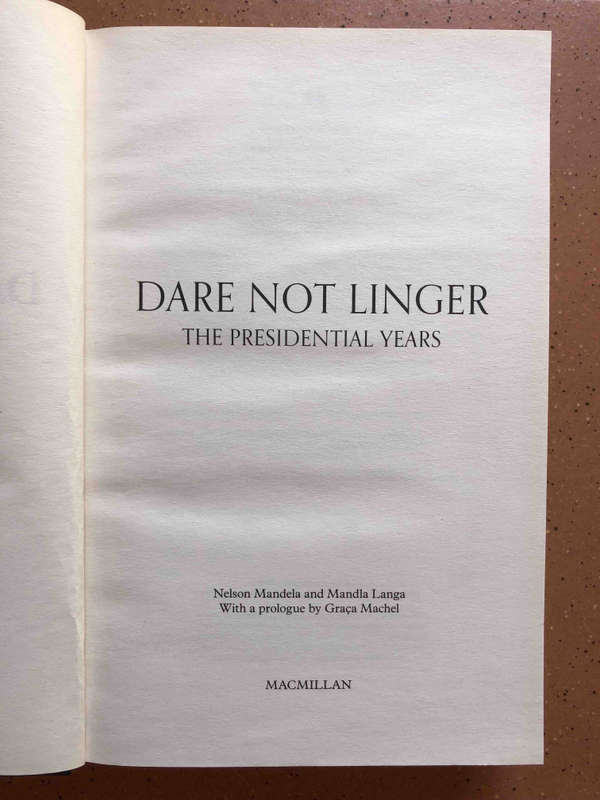 DARE NOT LINGER
THE PRESIDENTIAL YEARS
Nelson Mandela and Mandla Langa
With a prologue by Graça Machel
MACMILLAN